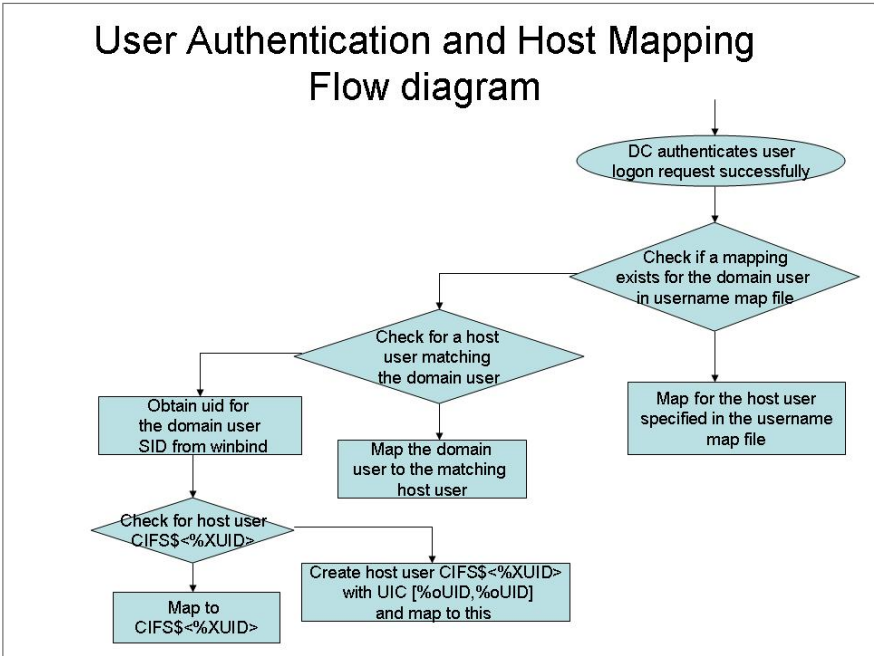 User Authentication and Host Mapping
Flow diagram
DC authenticates user
logon request successfully
Check if a mapping
exists for the domain user
in username map file
Check for a host
user matching
the domain user
Map for the host user
specified in the username
map file
Obtain uid for
the domain user
SID from winbind
Map the domain
user to the matching
host user
Check for host user
CIFS$<%XUID>
Create host user CIFS$<%XUID>
with UIC [%oUID,%oUID]
and map to this
Map to
CIFS$<%XUID>